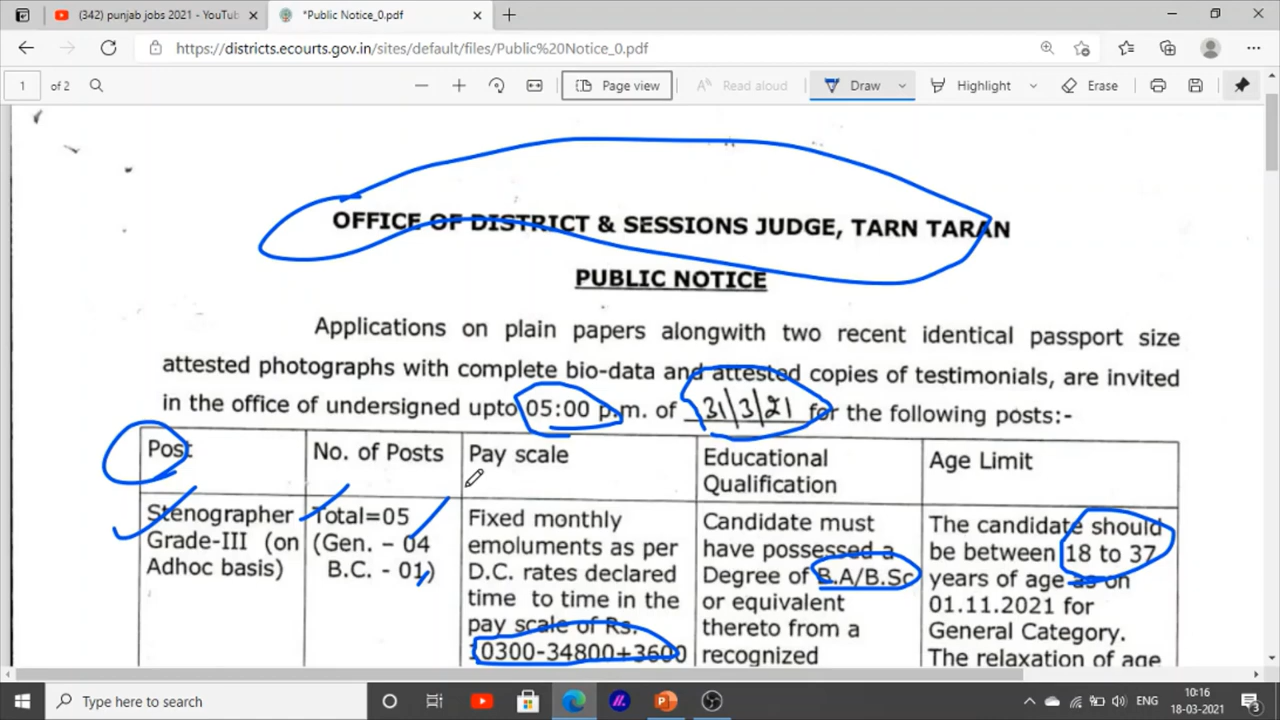 (342) punjab jobs 2021 - YouTub
*Public Notice_0.pdf
https://districts.ecourts.gov.in/sites/default/files/Public%20Notice_0.pdf
1 of 2
Page view
Read aloud
Draw
Highlight
Erase
OFFICE OF DISTRICT & SESSIONS JUDGE, TARN TARAN
PUBLIC NOTICE
Applications on plain papers alongwith two recent identical passport size
attested photographs with complete bio-data and attested copies of testimonials, are invited
in the office of undersigned upto 05:00 p.m. of 31/3/21 for the following posts:-
Post
No. of Posts
Pay scale
Educational
Qualification
Age Limit
Stenographer
Grade-III (on
Adhoc basis)
Total=05
(Gen. - 04
B.C. - 01)
Fixed monthly
emoluments as per
D.C. rates declared
time to time in the
pay scale of Rs.
10300-34800+3600
Candidate must
have possessed a
Degree of B.A/B.Sc
or equivalent
thereto from a
recognized
The candidate should
be between 18 to 37
years of age as on
01.11.2021 for
General Category.
The relaxation of age
Type here to search
ENG
10:16
18-03-2021
3